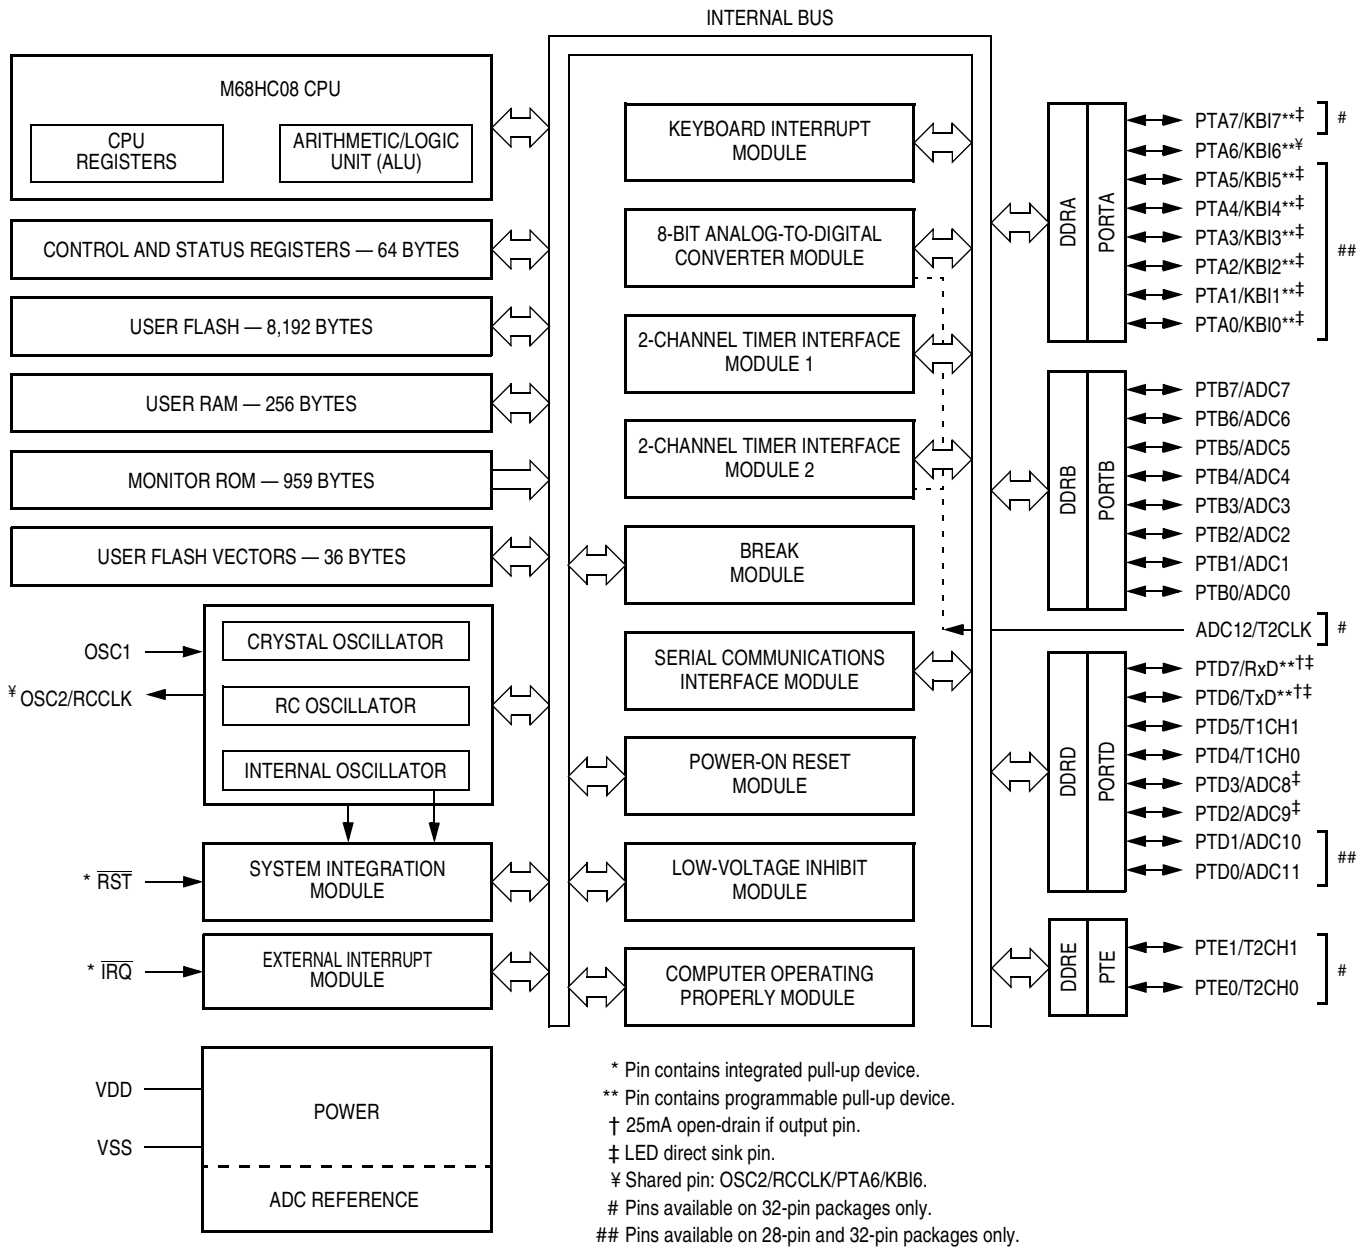 INTERNAL BUS
M68HC08 CPU
CPU
REGISTERS
ARITHMETIC/LOGIC
UNIT (ALU)
CONTROL AND STATUS REGISTERS — 64 BYTES
USER FLASH — 8,192 BYTES
USER RAM — 256 BYTES
MONITOR ROM — 959 BYTES
USER FLASH VECTORS — 36 BYTES
OSC1
¥ OSC2/RCCLK
CRYSTAL OSCILLATOR
RC OSCILLATOR
INTERNAL OSCILLATOR
* RST
SYSTEM INTEGRATION
MODULE
* IRQ
EXTERNAL INTERRUPT
MODULE
VDD
VSS
POWER
ADC REFERENCE
KEYBOARD INTERRUPT
MODULE
8-BIT ANALOG-TO-DIGITAL
CONVERTER MODULE
2-CHANNEL TIMER INTERFACE
MODULE 1
2-CHANNEL TIMER INTERFACE
MODULE 2
BREAK
MODULE
SERIAL COMMUNICATIONS
INTERFACE MODULE
POWER-ON RESET
MODULE
LOW-VOLTAGE INHIBIT
MODULE
COMPUTER OPERATING
PROPERLY MODULE
DDRA
PORTA
PTA7/KBI7**‡ #
PTA6/KBI6**¥
PTA5/KBI5**‡
PTA4/KBI4**‡
PTA3/KBI3**‡
##
PTA2/KBI2**‡
PTA1/KBI1**‡
PTA0/KBI0**‡
DDRB
PORTB
PTB7/ADC7
PTB6/ADC6
PTB5/ADC5
PTB4/ADC4
PTB3/ADC3
PTB2/ADC2
PTB1/ADC1
PTB0/ADC0
ADC12/T2CLK #
DDRD
PORTD
PTD7/RxD**†‡
PTD6/TxD**†‡
PTD5/T1CH1
PTD4/T1CH0
PTD3/ADC8‡
PTD2/ADC9‡
PTD1/ADC10
##
PTD0/ADC11
DDRE
PTE
PTE1/T2CH1
#
PTE0/T2CH0
* Pin contains integrated pull-up device.
** Pin contains programmable pull-up device.
† 25mA open-drain if output pin.
‡ LED direct sink pin.
¥ Shared pin: OSC2/RCCLK/PTA6/KBI6.
# Pins available on 32-pin packages only.
## Pins available on 28-pin and 32-pin packages only.